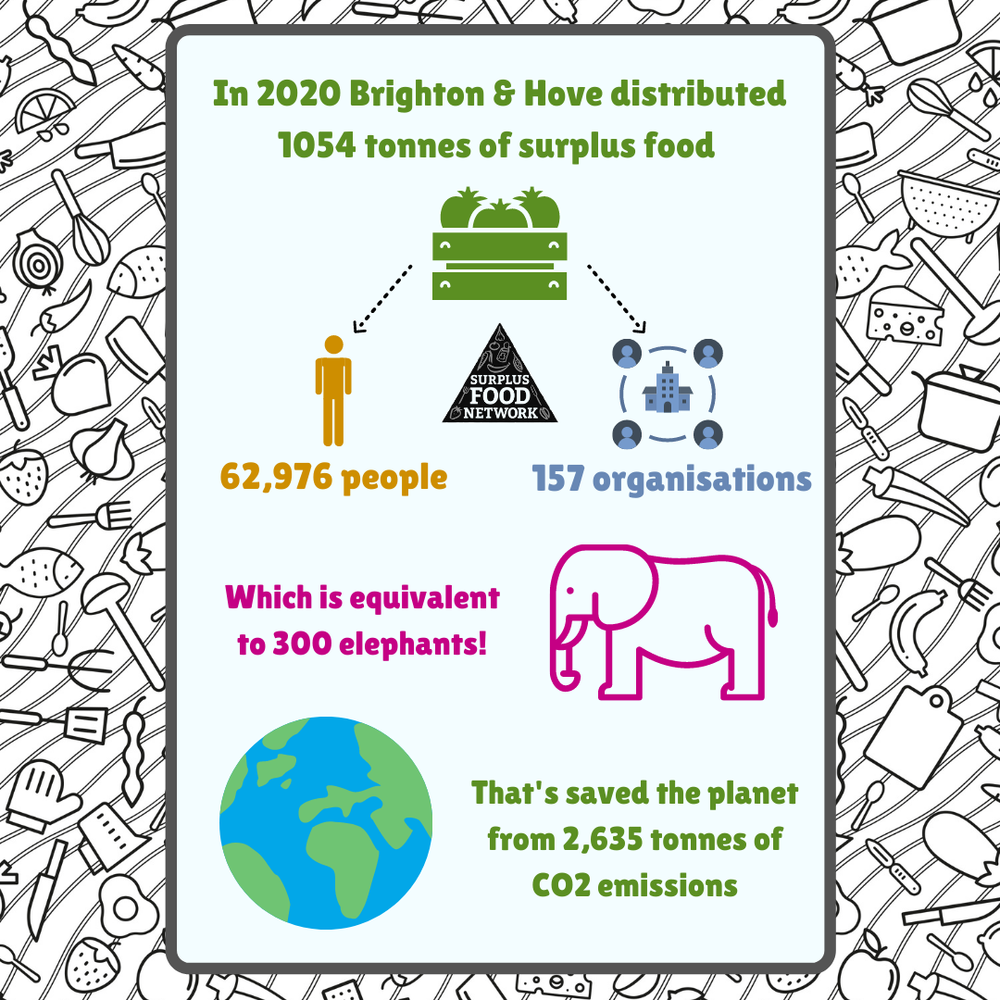 In 2020 Brighton & Hove distributed
1054 tonnes of surplus food
SURPLUS
FOOD
NETWORK
62,976 people
157 organisations
Which is equivalent
to 300 elephants!
That's saved the planet
from 2,635 tonnes of
CO2 emissions